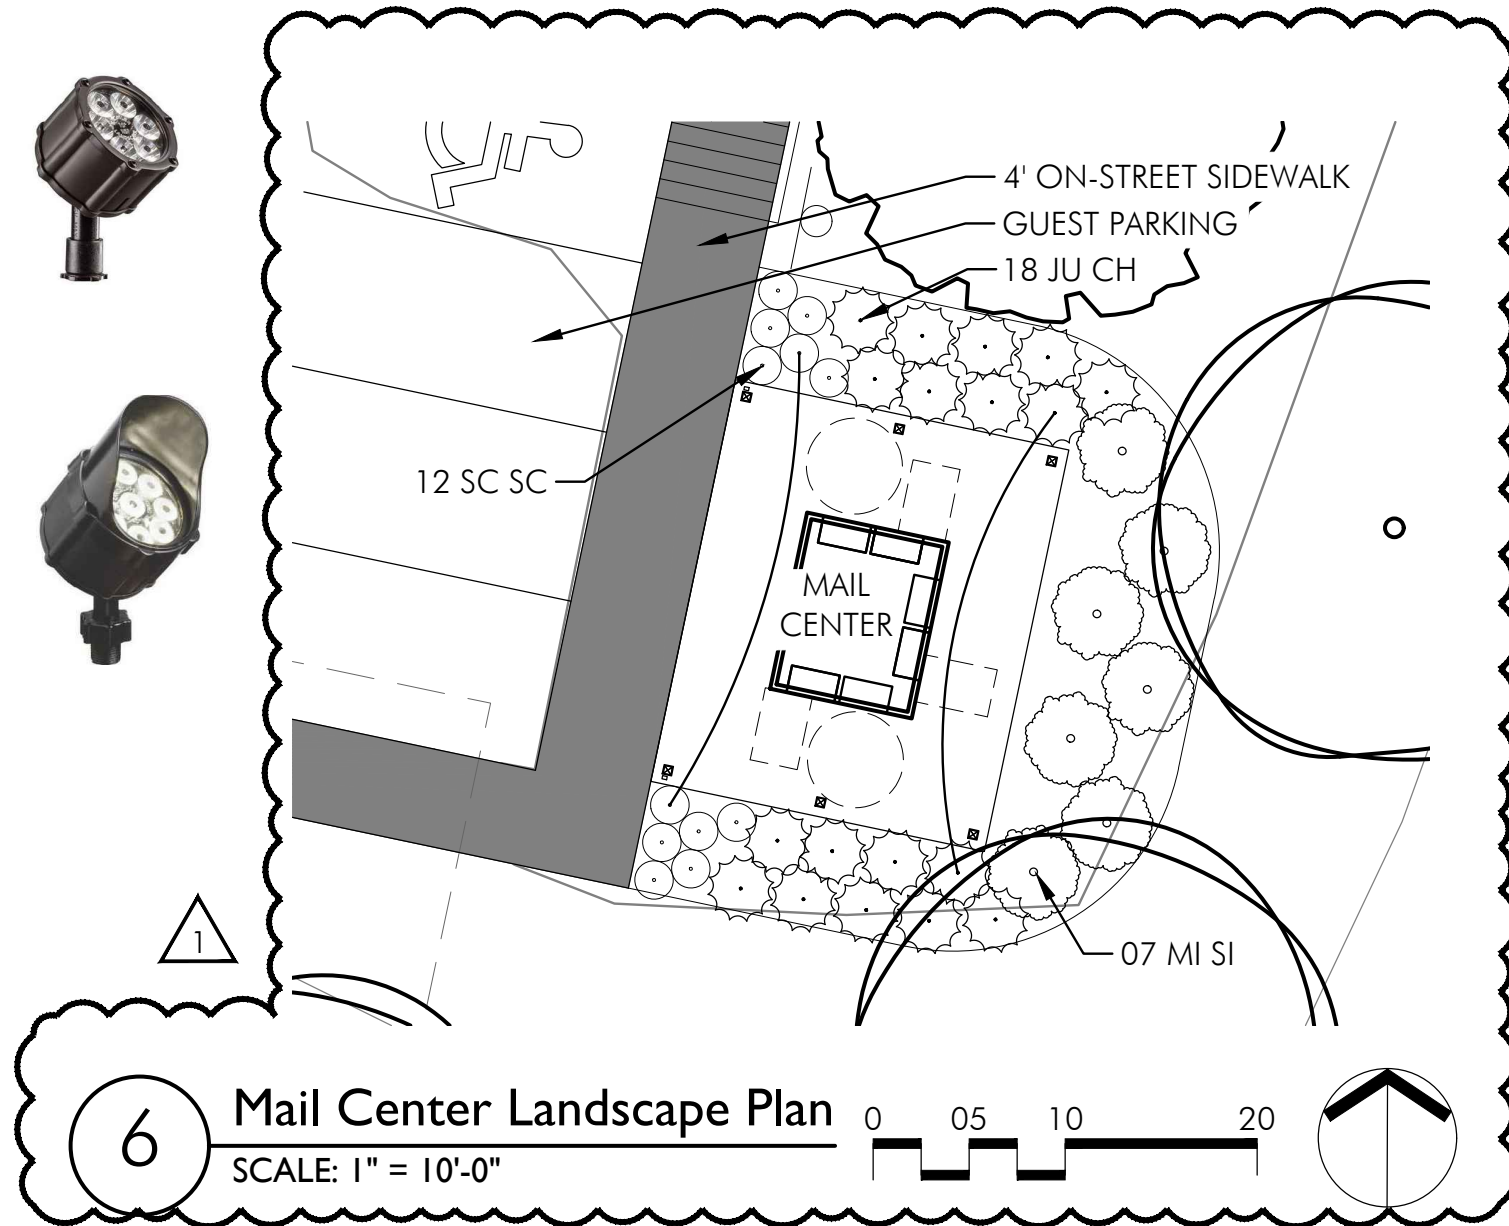 4' ON-STREET SIDEWALK
GUEST PARKING
18 JU CH
12 SC SC
MAIL
CENTER
07 MI SI
1
6
Mail Center Landscape Plan
SCALE: 1" = 10'-0"
0 05 10 20